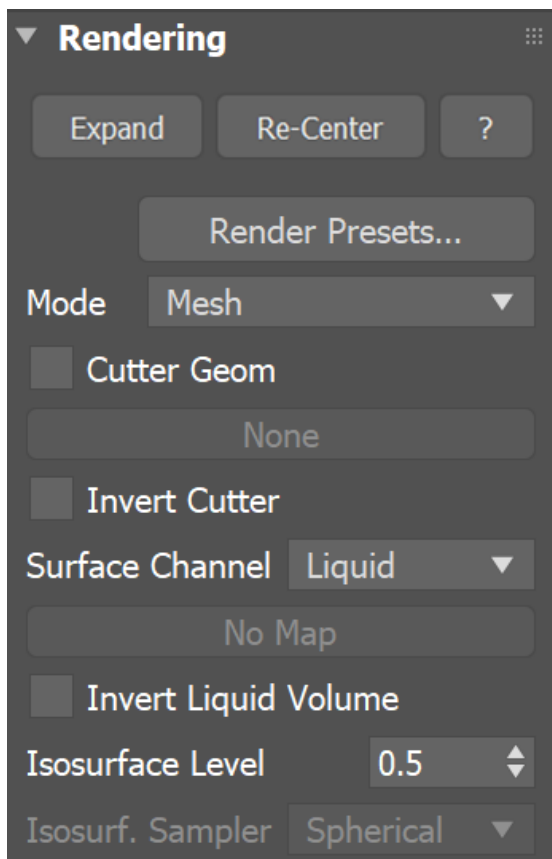 Rendering
Expand Re-Center ?
Render Presets...
Mode Mesh
Cutter Geom
None
Invert Cutter
Surface Channel Liquid
No Map
Invert Liquid Volume
Isosurface Level 0.5
Isosurf. Sampler Spherical